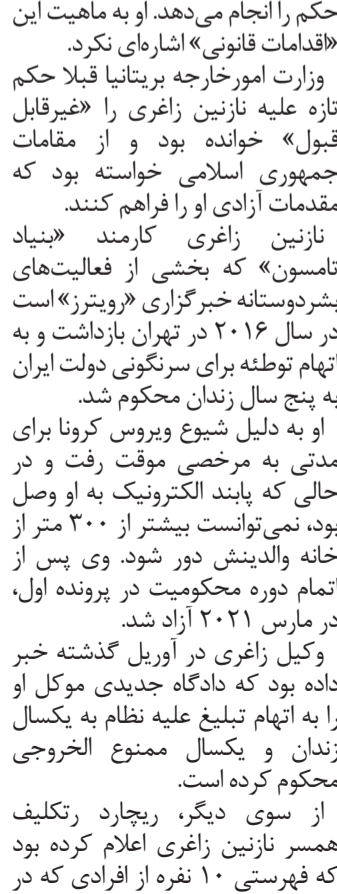 حکم را انجام می‌دهد. او به ماهیت این
«اقدامات قانونی» اشاره‌ای نکرد.
وزارت امورخارجه بریتانیا قبلا حکم
تازه علیه نازنین زاغری را «غیرقابل
قبول» خوانده بود و از مقامات
جمهوری اسلامی خواسته بود که
مقدمات آزادی او را فراهم کنند.
نازنین زاغری کارمند «بنیاد
تامسون» که بخشی از فعالیت‌های
بشردوستانه خبرگزاری «رویترز» است
در سال ۲۰۱۶ در تهران بازداشت و به
اتهام توطئه برای سرنگونی دولت ایران
به پنج سال زندان محکوم شد.
او به دلیل شیوع ویروس کرونا برای
مدتی به مرخصی موقت رفت و در
حالی که پابند الکترونیک به او وصل
بود، نمی‌توانست بیشتر از ۳۰۰ متر از
خانه والدینش دور شود. وی پس از
اتمام دوره محکومیت در پرونده اول،
در مارس ۲۰۲۱ آزاد شد.
وکیل زاغری در آوریل گذشته خبر
داده بود که دادگاه جدیدی موکل او
را به اتهام تبلیغ علیه نظام به یکسال
زندان و یکسال ممنوع الخروجی
محکوم کرده است.
از سوی دیگر، ریچارد رتکلیف
همسر نازنین زاغری اعلام کرده بود
که فهرستی ۱۰ نفره از افرادی که در